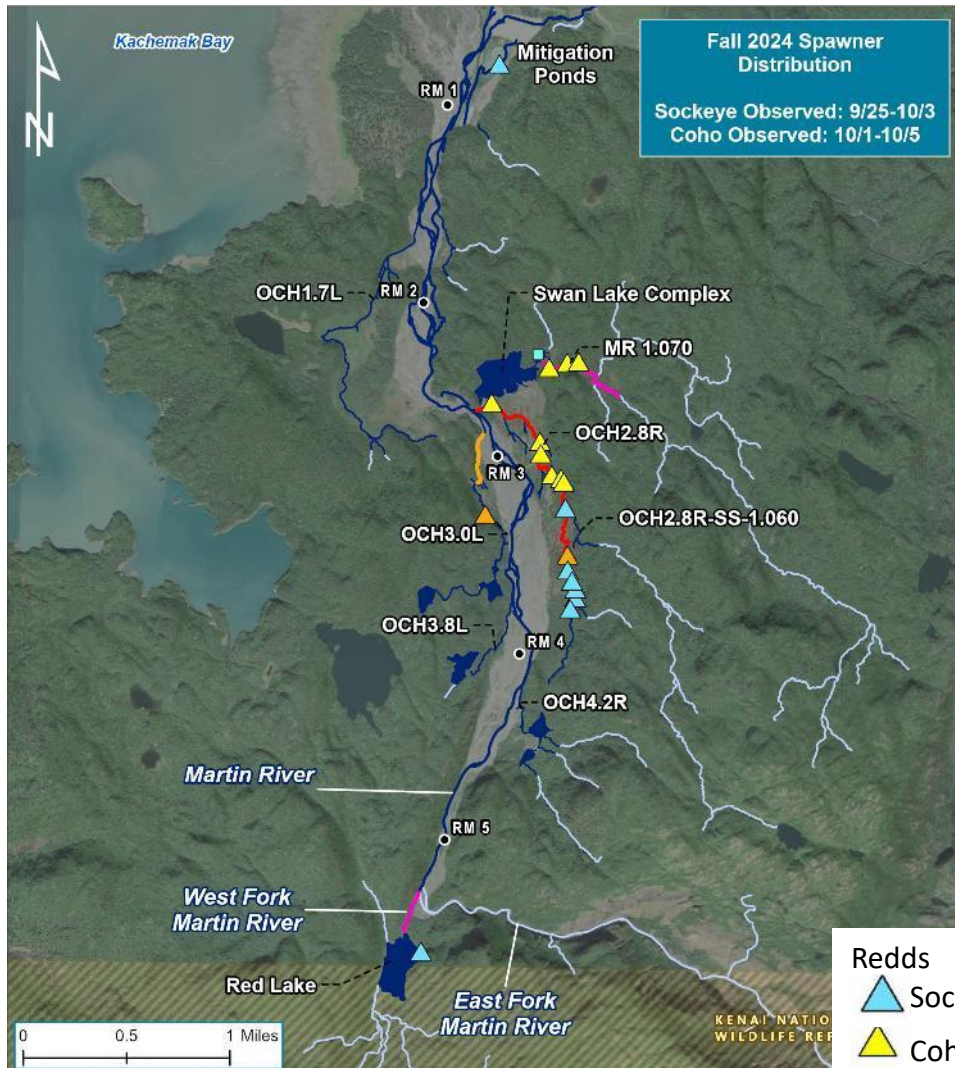 Kachemak Bay
Mitigation
Ponds
Fall 2024 Spawner
Distribution
Sockeye Observed: 9/25-10/3
Coho Observed: 10/1-10/5
N
RM 1
OCH1.7L
RM 2
Swan Lake Complex
MR 1.070
OCH2.8R
RM 3
OCH2.8R-SS-1.060
OCH3.0L
OCH3.8L
RM 4
OCH4.2R
Martin River
RM 5
West Fork
Martin River
Red Lake
East Fork
Martin River
0 0.5 1 Miles
KENAI NATIO
WILDLIFE REF
Redds
Soc
Coh